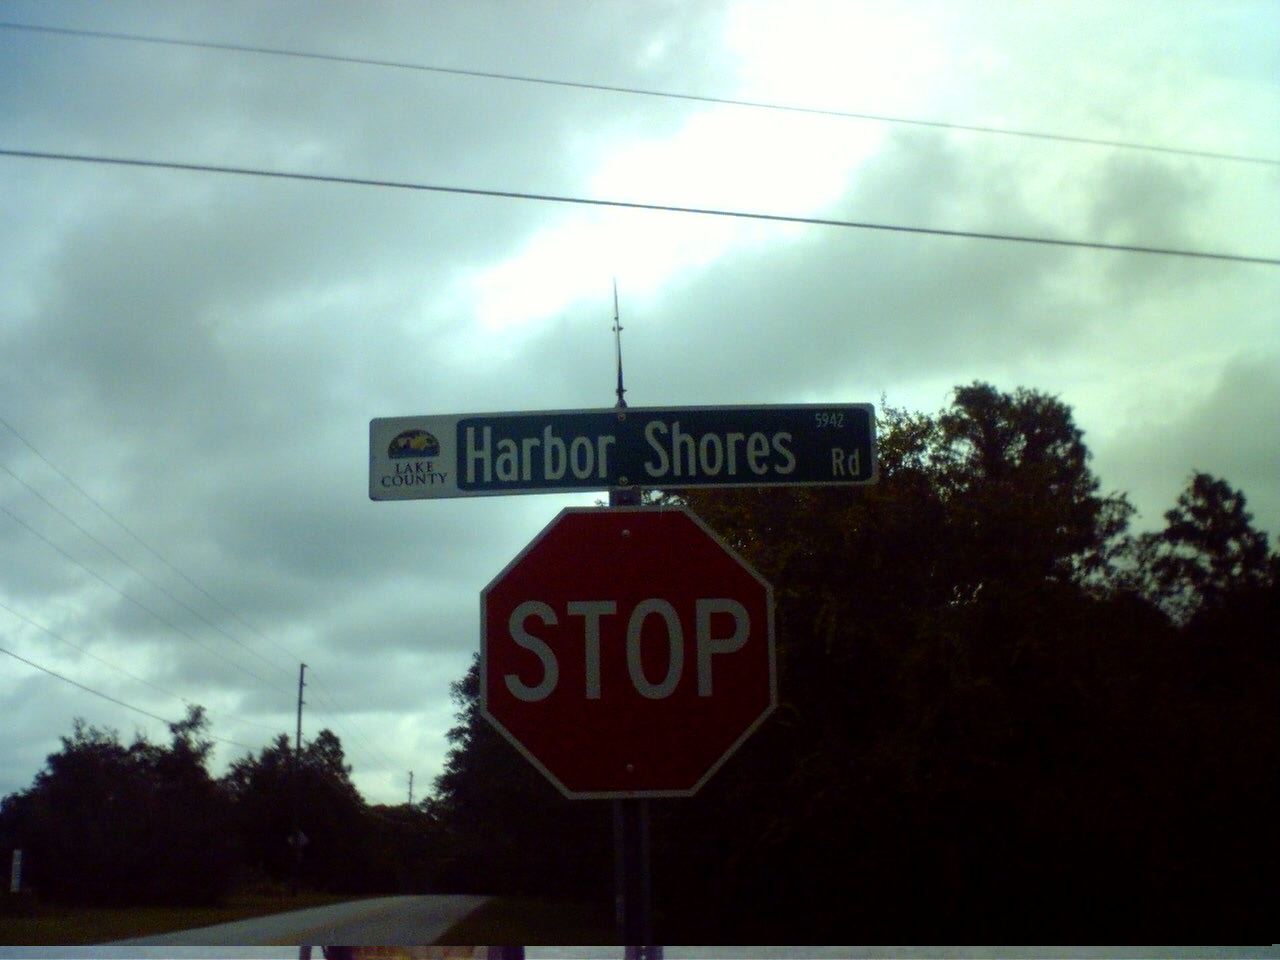 LAKE
COUNTY
Harbor Shores Rd
5942
STOP